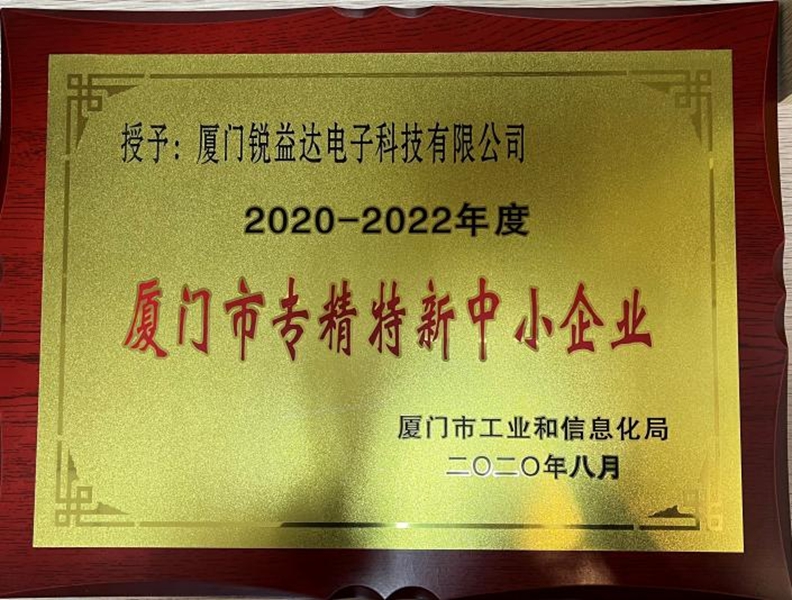 授予：厦门锐益达电子科技有限公司
2020-2022年度
厦门市专精特新中小企业
厦门市工业和信息化局
二〇二〇年八月